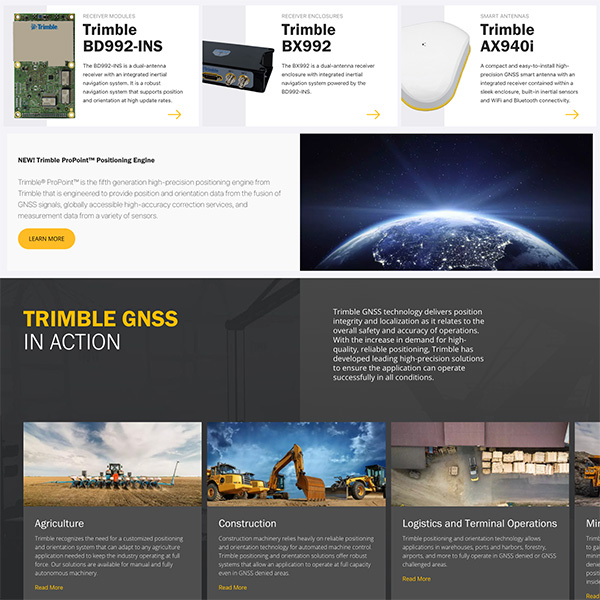 RECEIVER MODULES
Trimble
BD992-INS
The BD992-INS is a dual-antenna
receiver with an integrated inertial
navigation system. It is a robust
navigation system that supports position
and orientation at high update rates.
Trimble
RECEIVER ENCLOSURES
Trimble
BX992
The BX992 is a dual-antenna receiver
enclosure with integrated inertial
navigation system powered by the
BD992-INS.
SMART ANTENNAS
Trimble
AX940i
A compact and easy-to-install high-
precision GNSS smart antenna with an
integrated receiver contained within a
sleek enclosure, built-in inertial sensors
and WiFi and Bluetooth connectivity.
NEW! Trimble ProPoint™ Positioning Engine
Trimble® ProPoint™ is the fifth generation high-precision positioning engine from
Trimble that is engineered to provide position and orientation data from the fusion of
GNSS signals, globally accessible high-accuracy correction services, and
measurement data from a variety of sensors.
LEARN MORE
TRIMBLE GNSS
IN ACTION
Trimble GNSS technology delivers position
integrity and localization as it relates to the
overall safety and accuracy of operations.
With the increase in demand for high-
quality, reliable positioning, Trimble has
developed leading high-precision solutions
to ensure the application can operate
successfully in all conditions.
Agriculture
Trimble recognizes the need for a customized positioning
and orientation system that can adapt to any agriculture
application needed to keep the industry operating at full
force. Our solutions are available for manual and fully
autonomous machinery.
Read More
Construction
Construction machinery relies heavily on reliable positioning
and orientation technology for automated machine control.
Trimble positioning and orientation solutions offer robust
systems that allow an application to operate at full capacity
even in GNSS denied areas.
Read More
Logistics and Terminal Operations
Trimble positioning and orientation technology allows
applications in warehouses, ports and harbors, forestry,
airports, and more to fully operate in GNSS denied or GNSS
challenged areas.
Read More